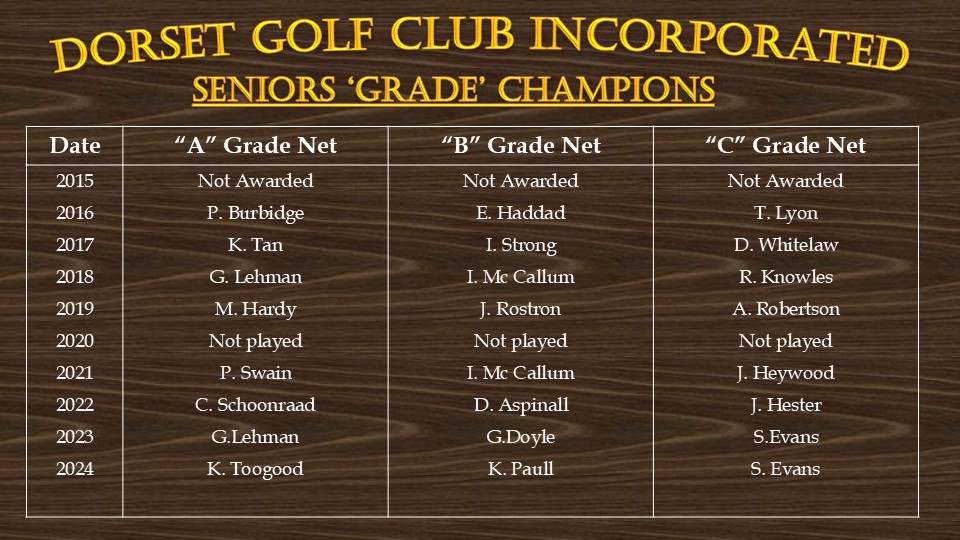 DORSET GOLF CLUB INCORPORATED
SENIORS ‘GRADE’ CHAMPIONS
Date “A” Grade Net “B” Grade Net “C” Grade Net
2015 Not Awarded Not Awarded Not Awarded
2016 P. Burbidge E. Haddad T. Lyon
2017 K. Tan I. Strong D. Whitelaw
2018 G. Lehman I. Mc Callum R. Knowles
2019 M. Hardy J. Rostron A. Robertson
2020 Not played Not played Not played
2021 P. Swain I. Mc Callum J. Heywood
2022 C. Schoonraad D. Aspinall J. Hester
2023 G.Lehman G.Doyle S.Evans
2024 K. Toogood K. Paull S. Evans